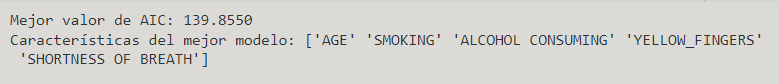 Mejor valor de AIC: 139.8550
Características del mejor modelo: ['AGE' 'SMOKING' 'ALCOHOL CONSUMING' 'YELLOW_FINGERS'
 'SHORTNESS OF BREATH']